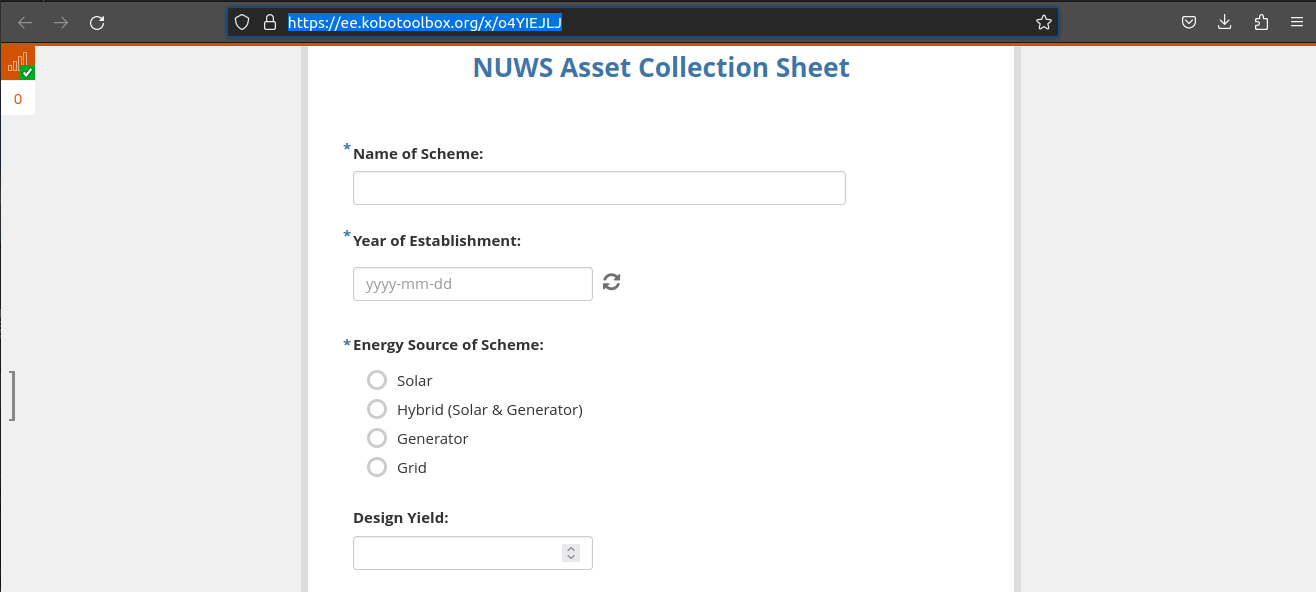 https://ee.kobotoolbox.org/x/o4YIEJLJ
0
NUWS Asset Collection Sheet
* Name of Scheme:
* Year of Establishment:
yyyy-mm-dd
* Energy Source of Scheme:
Solar
Hybrid (Solar & Generator)
Generator
Grid
Design Yield: